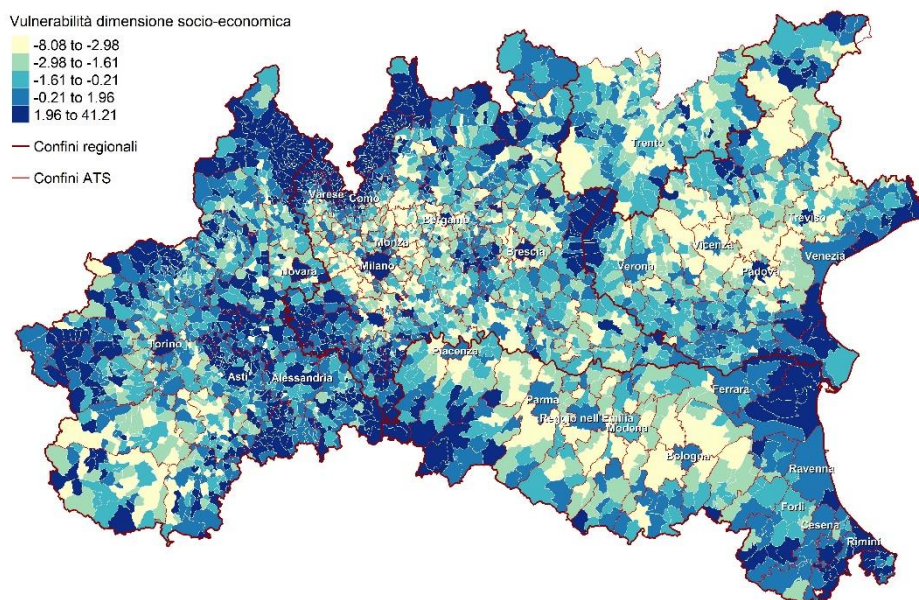 Vulnerabilità dimensione socio-economica
-8.08 to -2.98
-2.98 to -1.61
-1.61 to -0.21
-0.21 to 1.96
1.96 to 41.21
Confini regionali
Confini ATS
Trento
Varese
Como
Bergamo
Treviso
Monza
Vicenza
Brescia
Milano
Novara
Verona
Padova
Venezia
Torino
Piacenza
Asti
Alessandria
Ferrara
Parma
Reggio nell'Emilia
Modena
Bologna
Ravenna
Forlì
Cesena
Rimini